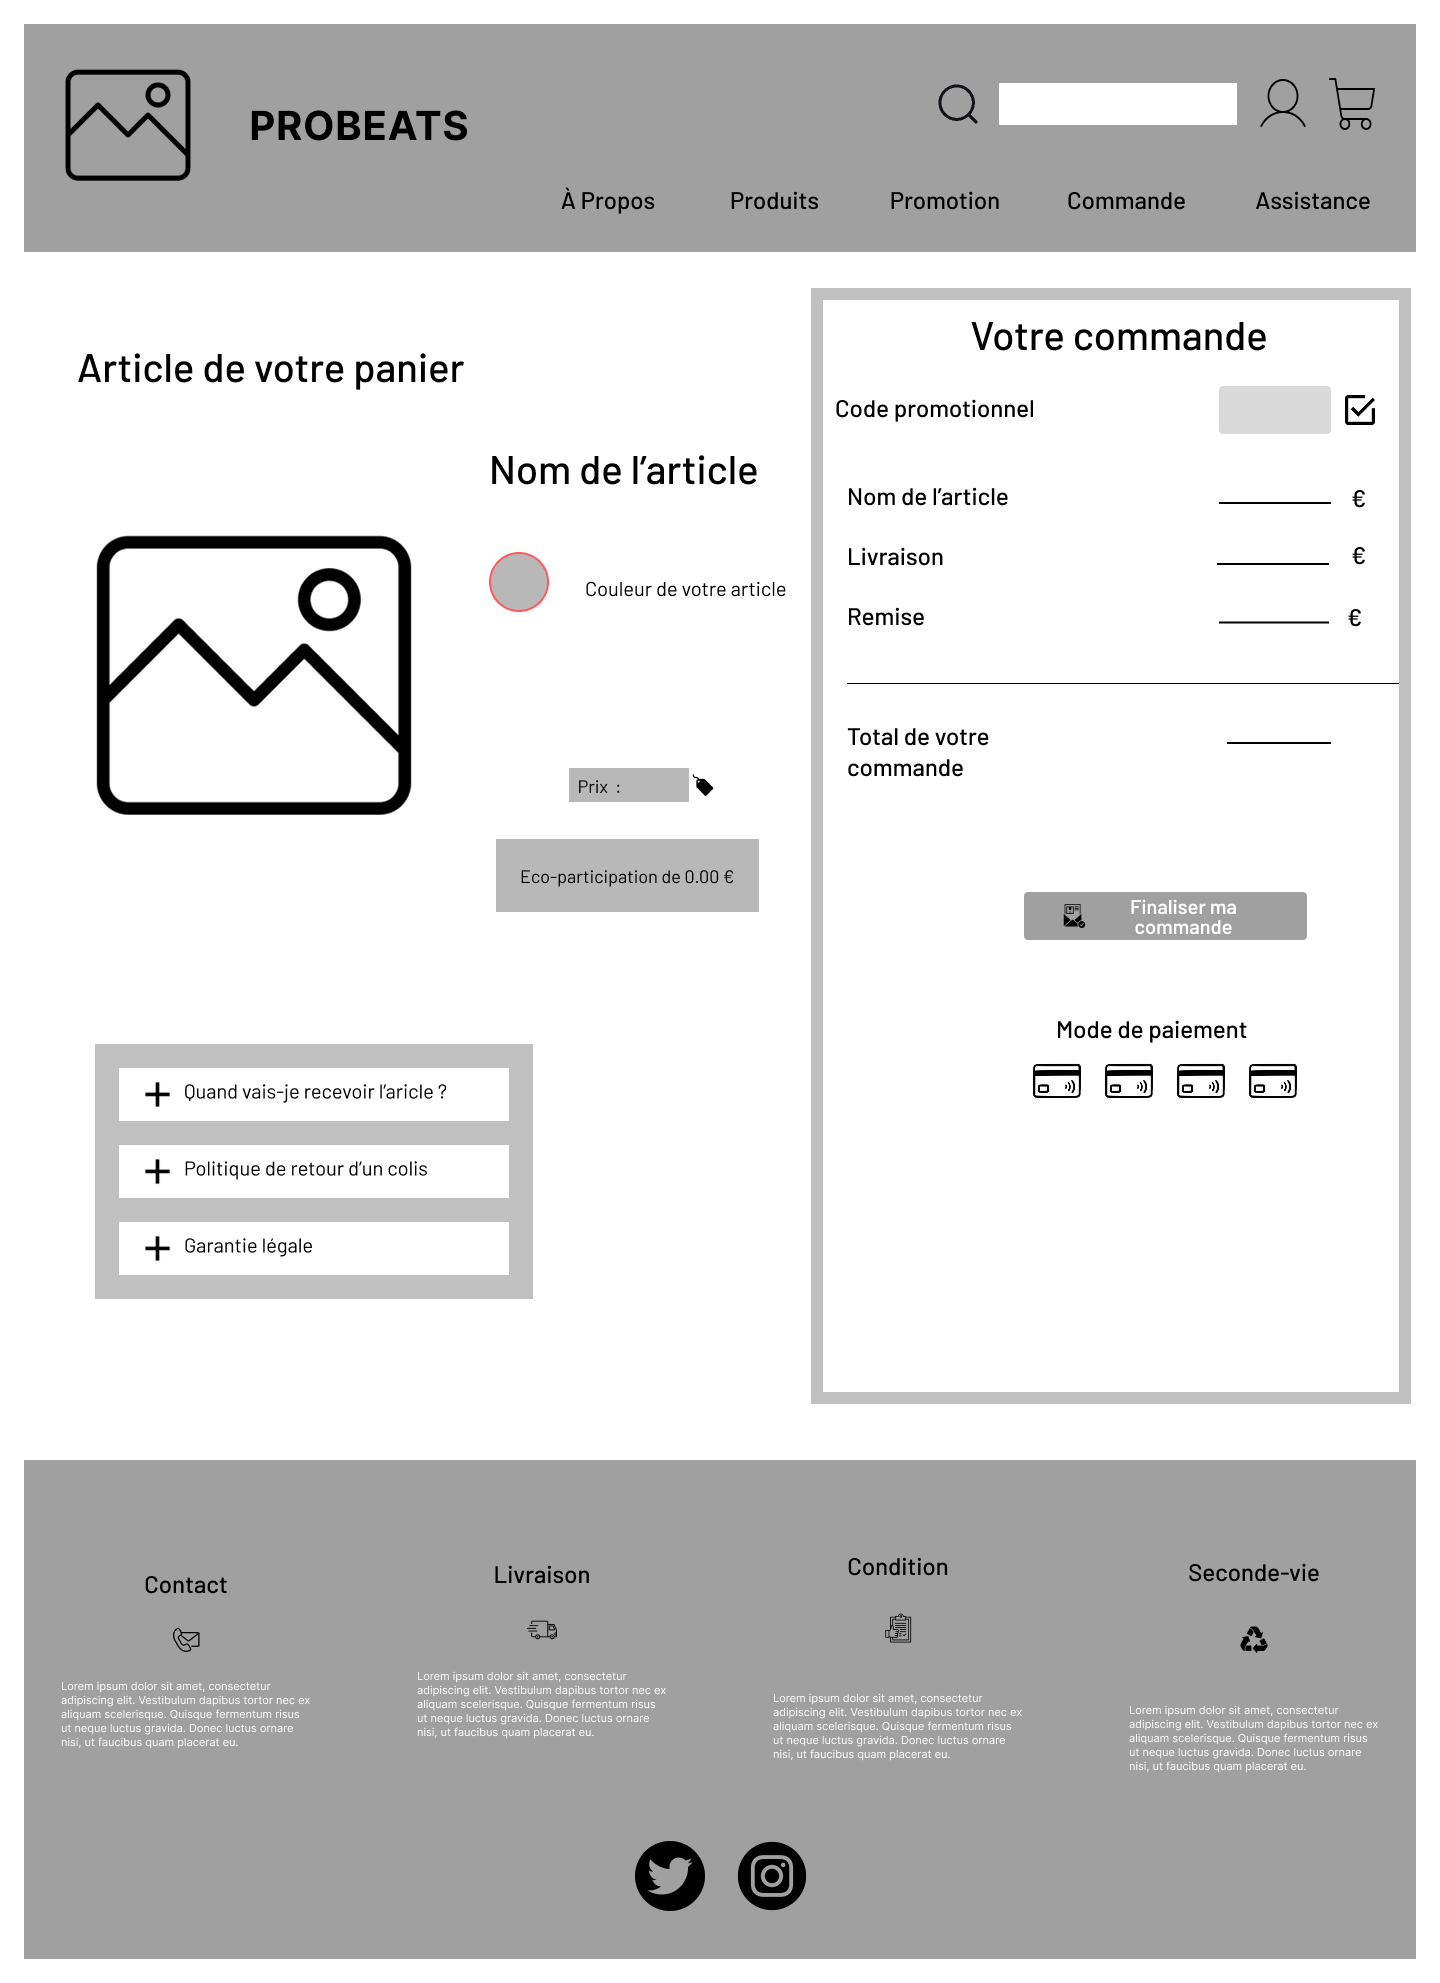 PROBEATS
À Propos
Produits
Promotion
Commande
Assistance
Article de votre panier
Nom de l’article
Couleur de votre article
Prix :
Eco-participation de 0.00 €
Quand vais-je recevoir l’aricle ?
Politique de retour d’un colis
Garantie légale
Votre commande
Code promotionnel
Nom de l’article
€
Livraison
€
Remise
€
Total de votre
commande
Finaliser ma
commande
Mode de paiement
Contact
Lorem ipsum dolor sit amet, consectetur
adipiscing elit. Vestibulum dapibus tortor nec ex
aliquam scelerisque. Quisque fermentum risus
ut neque luctus gravida. Donec luctus ornare
nisi, ut faucibus quam placerat eu.
Livraison
Lorem ipsum dolor sit amet, consectetur
adipiscing elit. Vestibulum dapibus tortor nec ex
aliquam scelerisque. Quisque fermentum risus
ut neque luctus gravida. Donec luctus ornare
nisi, ut faucibus quam placerat eu.
Condition
Lorem ipsum dolor sit amet, consectetur
adipiscing elit. Vestibulum dapibus tortor nec ex
aliquam scelerisque. Quisque fermentum risus
ut neque luctus gravida. Donec luctus ornare
nisi, ut faucibus quam placerat eu.
Seconde-vie
Lorem ipsum dolor sit amet, consectetur
adipiscing elit. Vestibulum dapibus tortor nec ex
aliquam scelerisque. Quisque fermentum risus
ut neque luctus gravida. Donec luctus ornare
nisi, ut faucibus quam placerat eu.